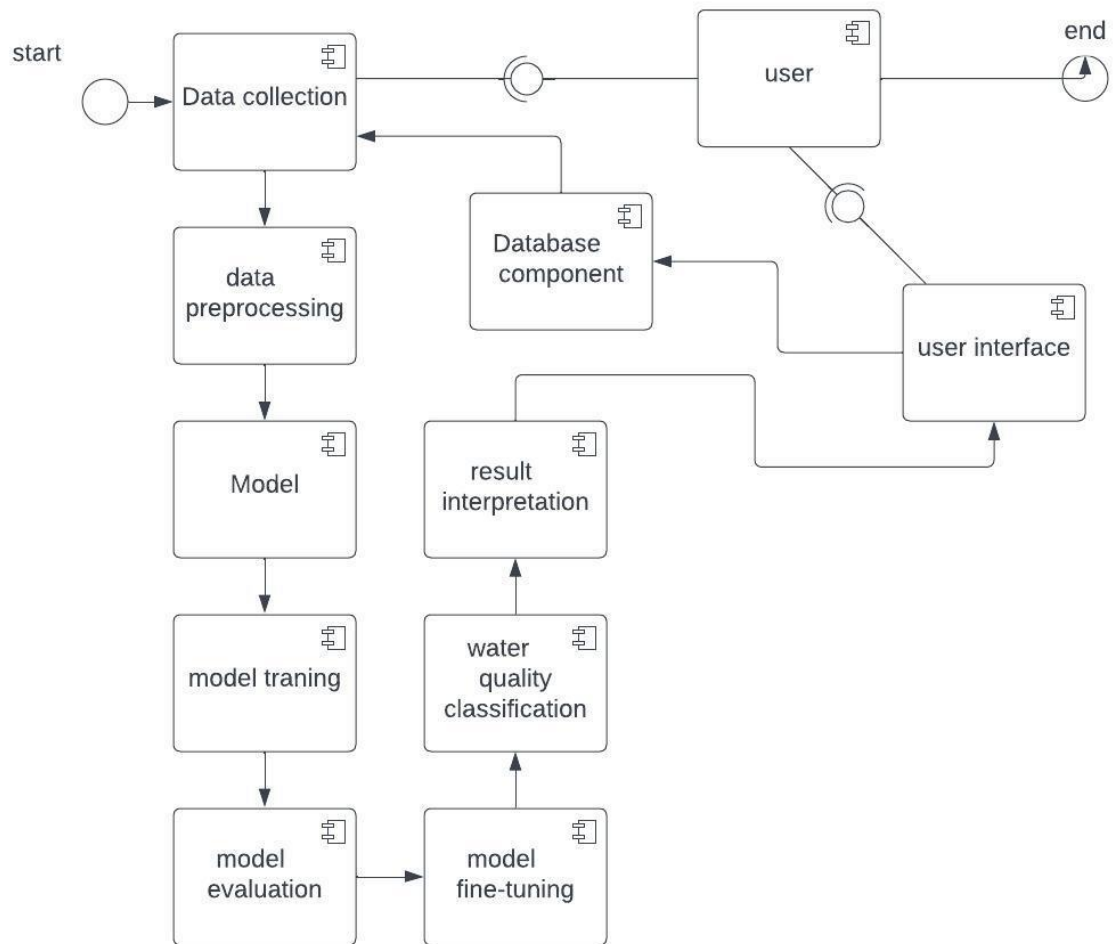 start
Data collection
user
end
Database
component
data
preprocessing
user interface
Model
result
interpretation
model traning
water
quality
classification
model
evaluation
model
fine-tuning